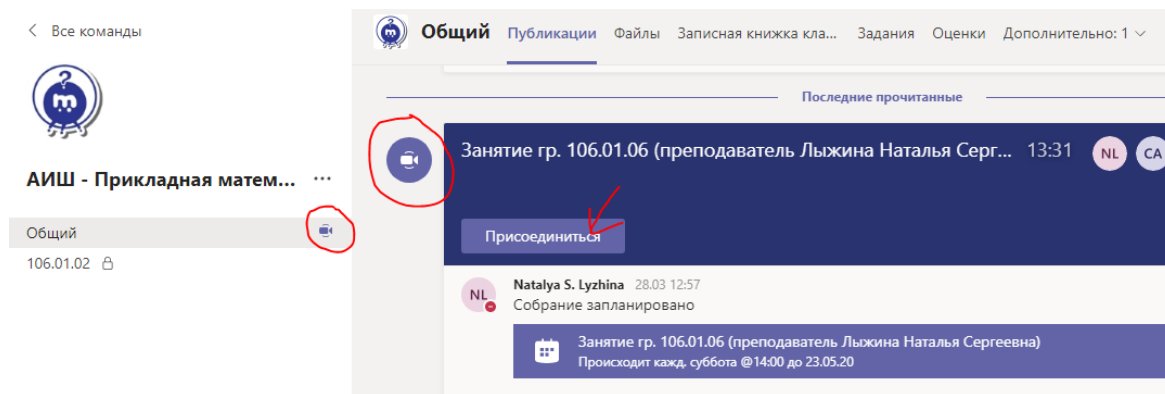 Все команды
АИШ - Прикладная матем... ...
Общий
106.01.02
Общий Публикации Файлы Записная книжка кла... Задания Оценки Дополнительно: 1
Последние прочитанные
Занятие гр. 106.01.06 (преподаватель Лыжина Наталья Серг... 13:31 NL CA
Присоединиться
NL Natalya S. Lyzhina 28.03 12:57
Собрание запланировано
Занятие гр. 106.01.06 (преподаватель Лыжина Наталья Сергеевна)
Происходит кажд. суббота @14:00 до 23.05.20